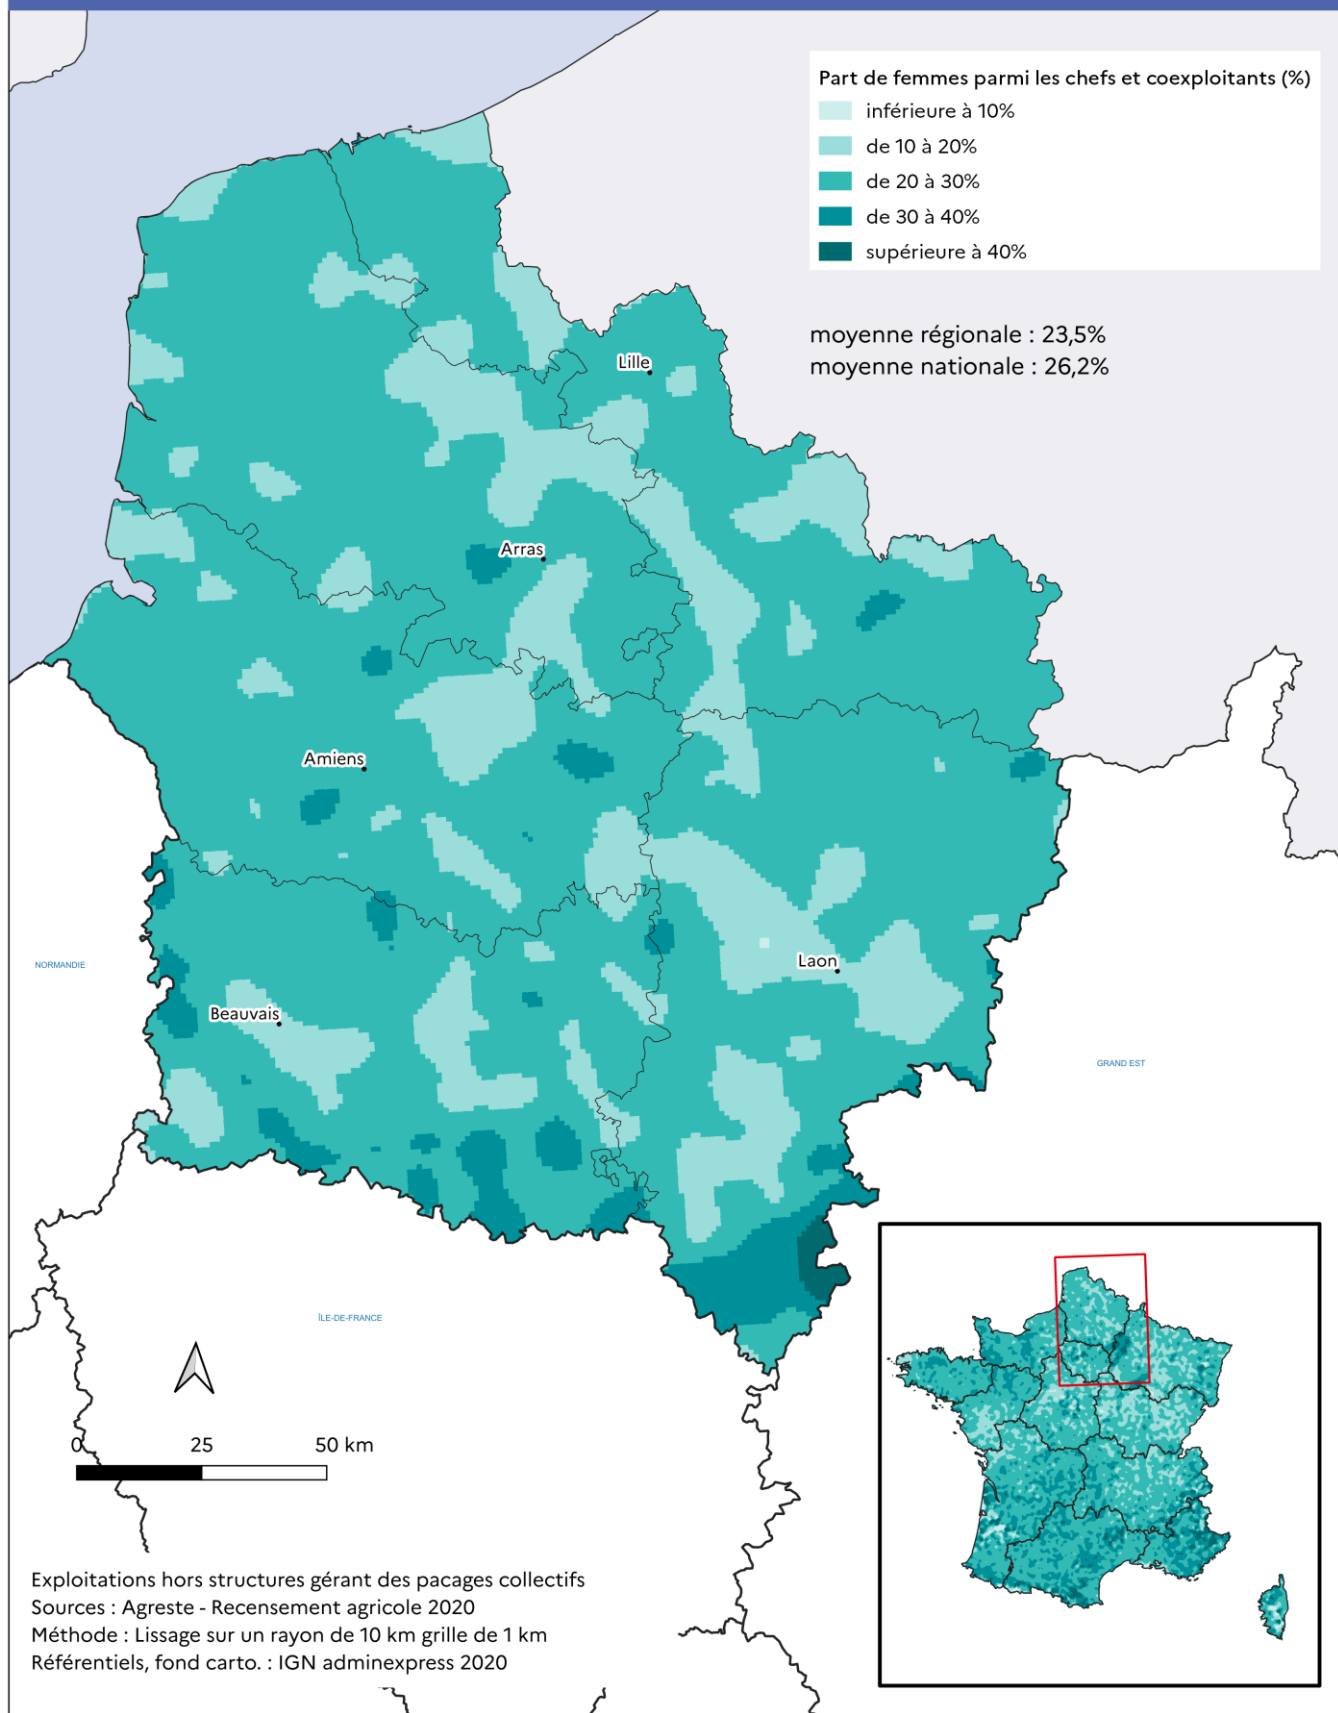 Part de femmes parmi les chefs et coexploitants (%)
inférieure à 10%
de 10 à 20%
de 20 à 30%
de 30 à 40%
supérieure à 40%
moyenne régionale : 23,5%
moyenne nationale : 26,2%
Lille
Arras
Amiens
Laon
NORMANDIE
Beauvais
GRAND EST
ÎLE-DE-FRANCE
0 25 50 km
Exploitations hors structures gérant des pacages collectifs
Sources : Agreste - Recensement agricole 2020
Méthode : Lissage sur un rayon de 10 km grille de 1 km
Référentiels, fond carto. : IGN adminexpress 2020